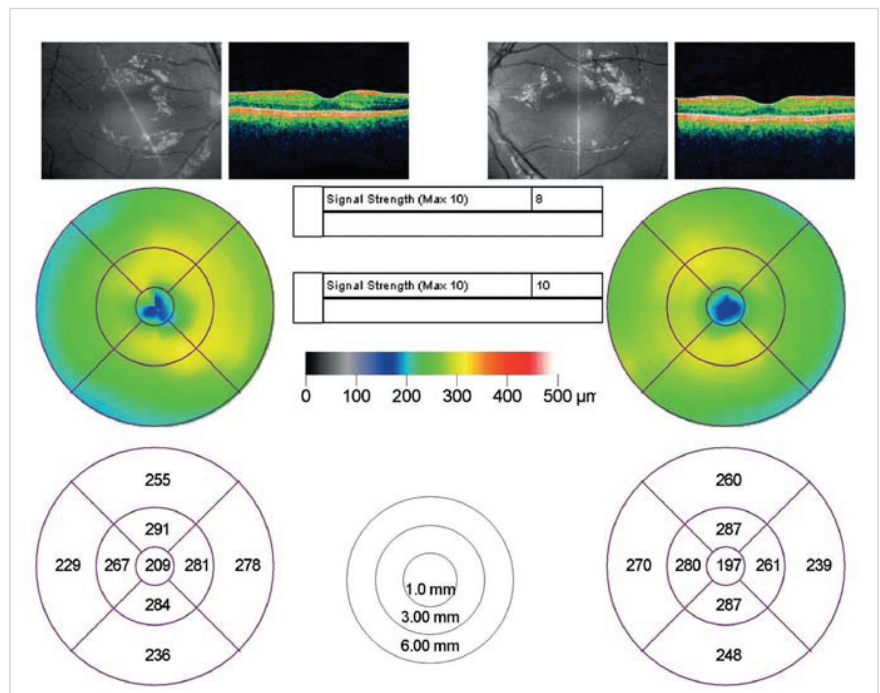 Signal Strength (Max 10) 8
Signal Strength (Max 10) 10
0 100 200 300 400 500 µm
255
291
229 267 209 281 278
284
236
1.0 mm
3.00 mm
6.00 mm
260
287
270 280 197 261 239
287
248